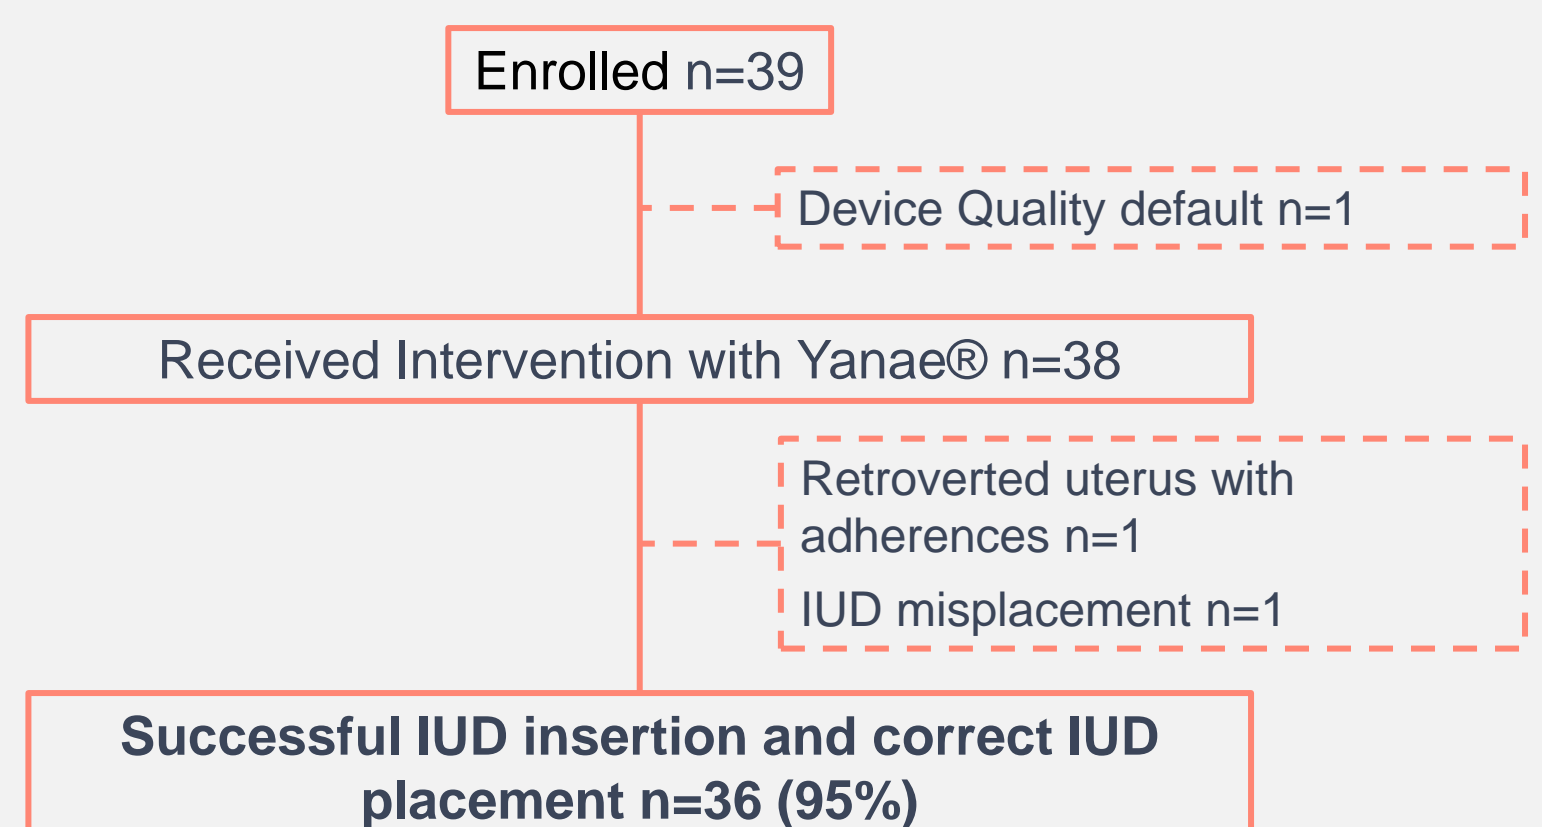 Enrolled n=39
Device Quality default n=1
Received Intervention with Yanae® n=38
Retroverted uterus with
adherences n=1
IUD misplacement n=1
Successful IUD insertion and correct IUD
placement n=36 (95%)